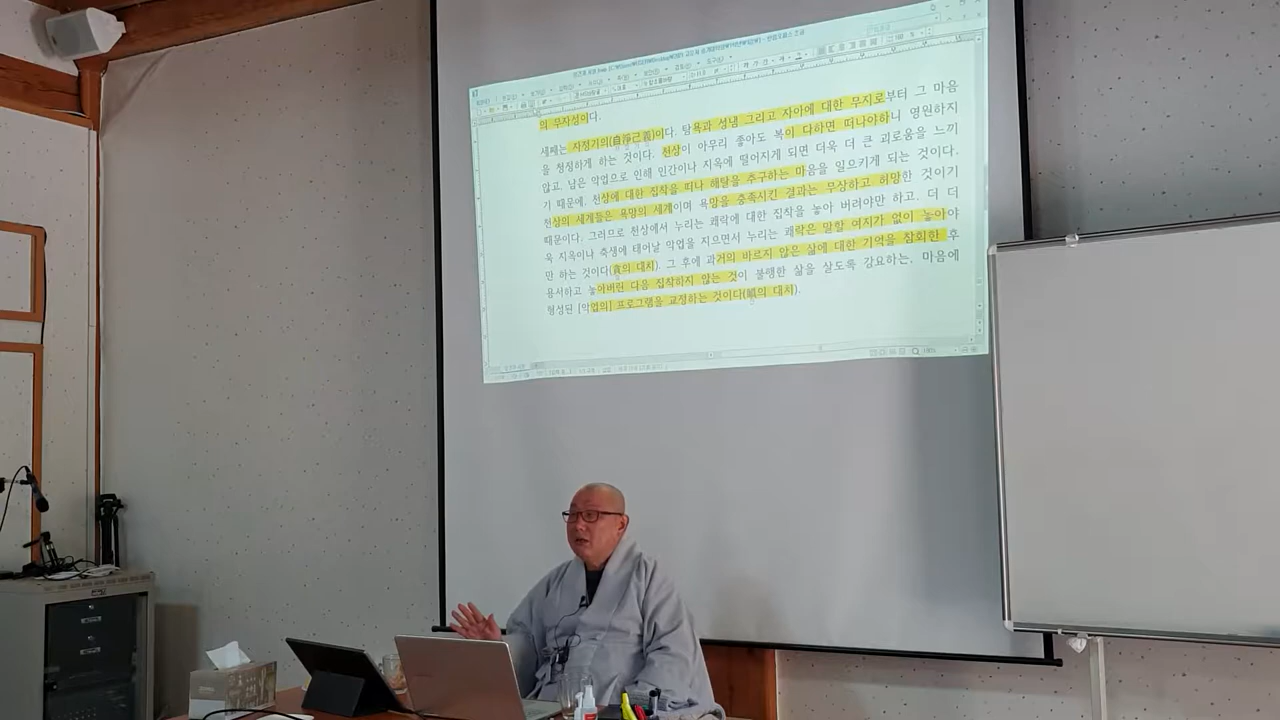 의 무자성이다.
세째는 자정기의(自淨己義)이다. 탐욕과 성냄 그리고 자아에 대한 무지로부터 그 마음
을 청정하게 하는 것이다. 천상이 아무리 좋아도 복이 다하면 떠나야하니 영원하지
않고, 남은 악업으로 인해 인간이나 지옥에 떨어지게 되면 더욱 더 큰 괴로움을 느끼
기 때문에, 천상에 대한 집착을 떠나 해탈을 추구하는 마음을 일으키게 되는 것이다.
천상의 세계들은 욕망의 세계이며 욕망을 충족시킨 결과는 무상하고 허망한 것이기
때문이다. 그러므로 천상에서 누리는 쾌락에 대한 집착을 놓아 버려야만 하고. 더 더
욱 지옥이나 축생에 태어날 악업을 지으면서 누리는 쾌락은 말할 여지가 없이 놓아야
만 하는 것이다(貪의 대치). 그 후에 과거의 바르지 않은 삶에 대한 기억을 참회한 후
용서하고 놓아버린 다음 집착하지 않는 것이 불행한 삶을 살도록 강요하는, 마음에
형성된 [악업의] 프로그램을 교정하는 것이다(瞋의 대치).